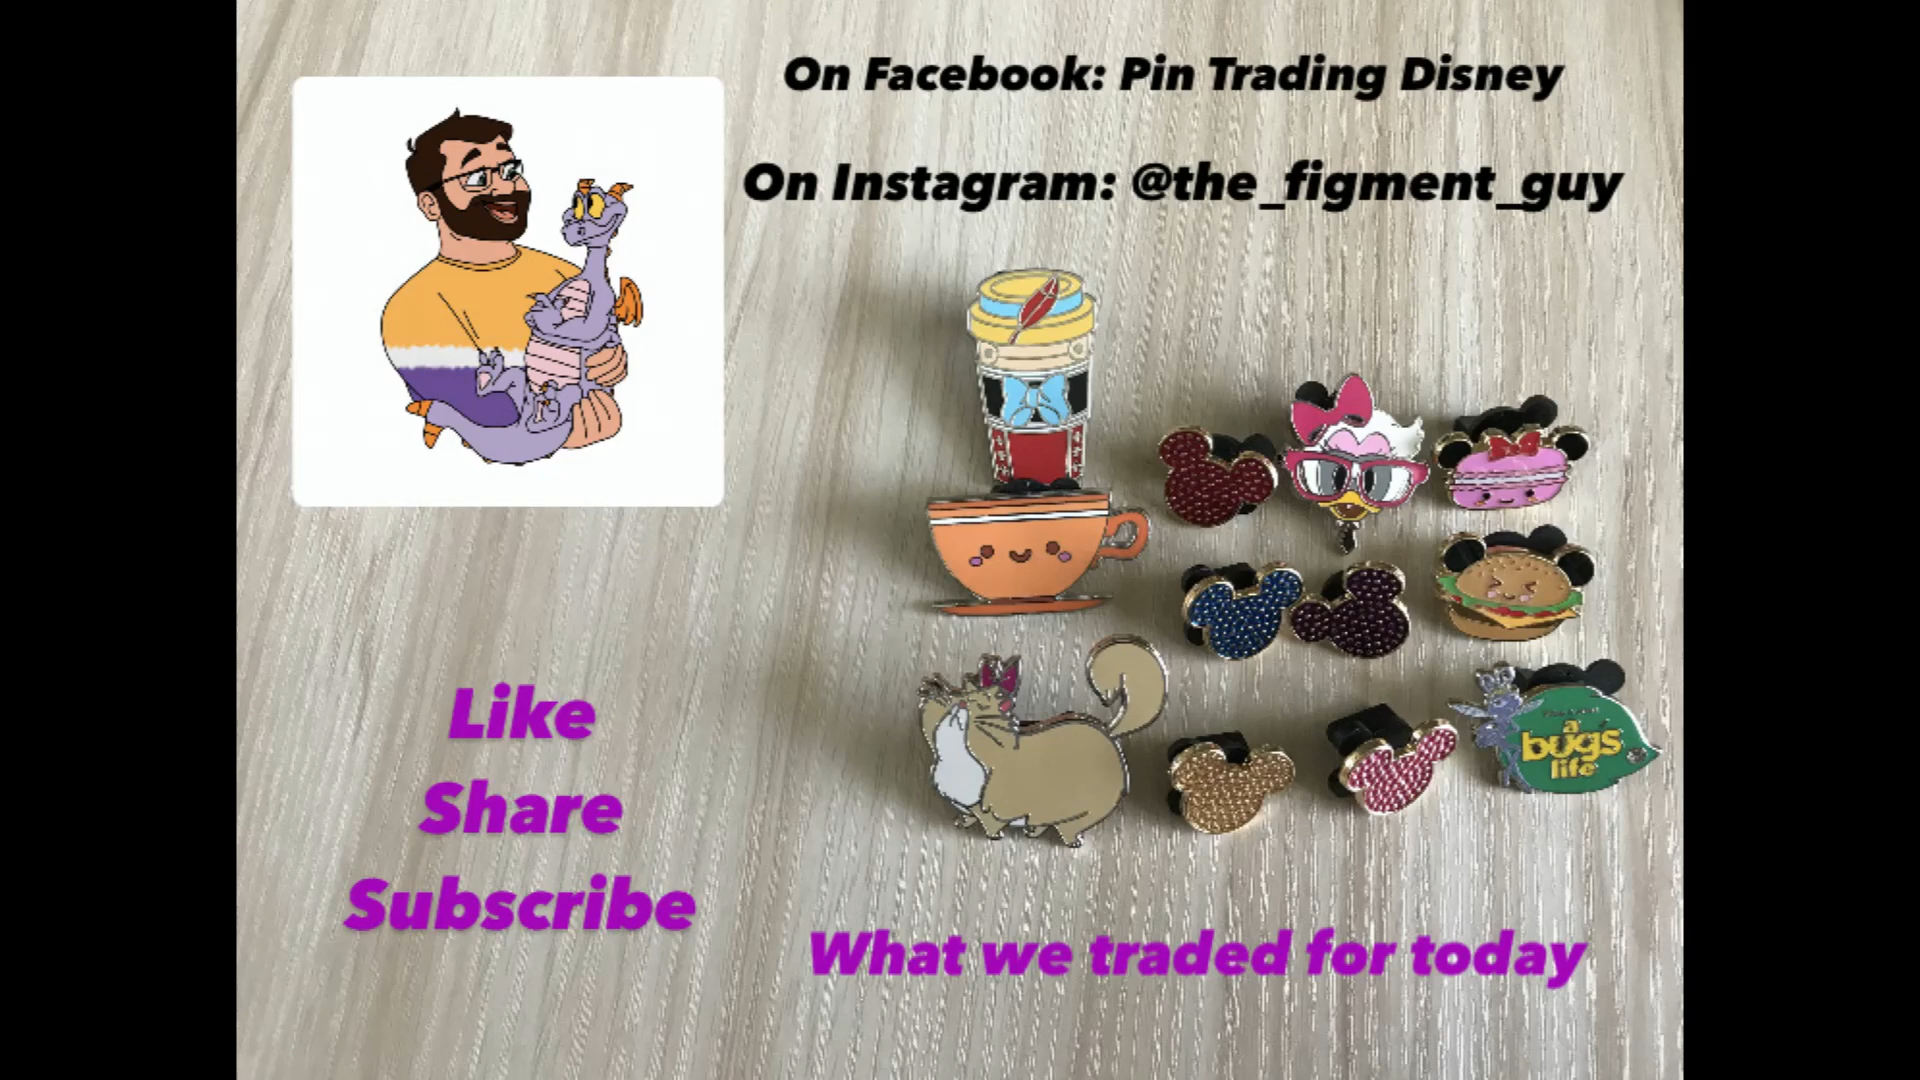 On Facebook: Pin Trading Disney
On Instagram: @the_figment_guy
Like
Share
Subscribe
a
bugs
life
What we traded for today